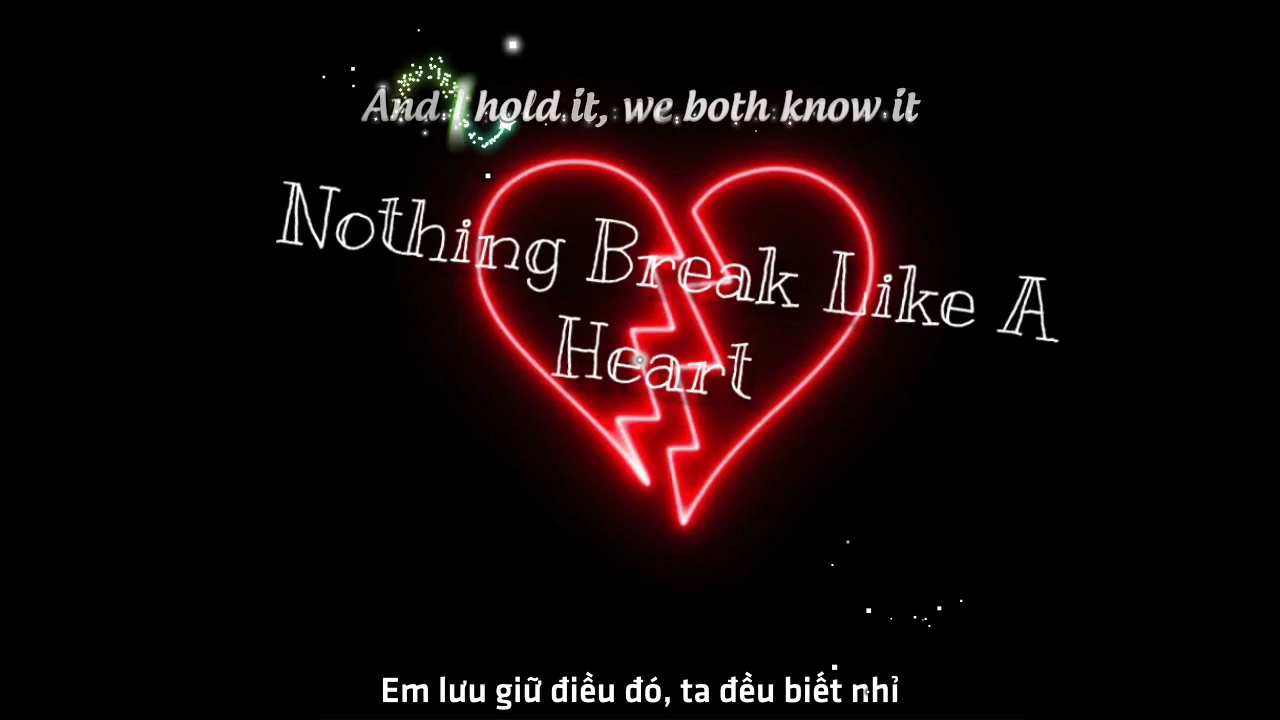 And I hold it, we both know it
Nothing Break Like A
Heart
Em lưu giữ điều đó, ta đều biết nhỉ